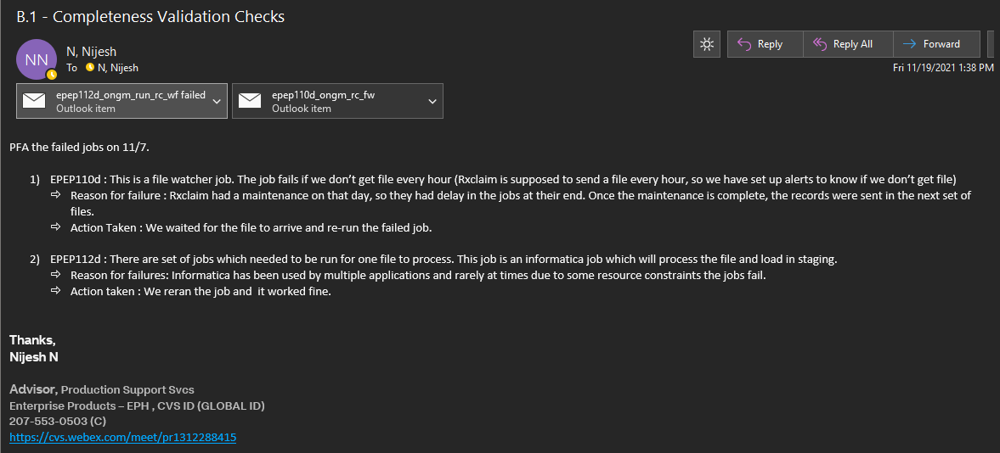 B.1 - Completeness Validation Checks
NN
N, Nijesh
To N, Nijesh
Reply
Reply All
Forward
Fri 11/19/2021 1:38 PM
epep112d_ongm_run_rc_wf failed
Outlook item
epep110d_ongm_rc_fw
Outlook item
PFA the failed jobs on 11/7.
1) EPEP110d : This is a file watcher job. The job fails if we don’t get file every hour (Rxclaim is supposed to send a file every hour, so we have set up alerts to know if we don’t get file)
⇨ Reason for failure : Rxclaim had a maintenance on that day, so they had delay in the jobs at their end. Once the maintenance is complete, the records were sent in the next set of
files.
⇨ Action Taken : We waited for the file to arrive and re-run the failed job.
2) EPEP112d : There are set of jobs which needed to be run for one file to process. This job is an informatica job which will process the file and load in staging.
⇨ Reason for failures: Informatica has been used by multiple applications and rarely at times due to some resource constraints the jobs fail.
⇨ Action taken : We reran the job and  it worked fine.
Thanks,
Nijesh N
Advisor, Production Support Svcs
Enterprise Products – EPH , CVS ID (GLOBAL ID)
207-553-0503 (C)
https://cvs.webex.com/meet/pr1312288415